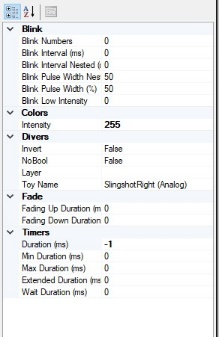 Blink
Blink Numbers 0
Blink Interval (ms) 0
Blink Interval Nested (i 0
Blink Pulse Width Nes 50
Blink Pulse Width (%) 50
Blink Low Intensity 0
Colors
Intensity 255
Divers
Invert False
NoBool False
Layer
Toy Name SlingshotRight (Analog)
Fade
Fading Up Duration (m 0
Fading Down Duration 0
Timers
Duration (ms) -1
Min Duration (ms) 0
Max Duration (ms) 0
Extended Duration (ms 0
Wait Duration (ms) 0